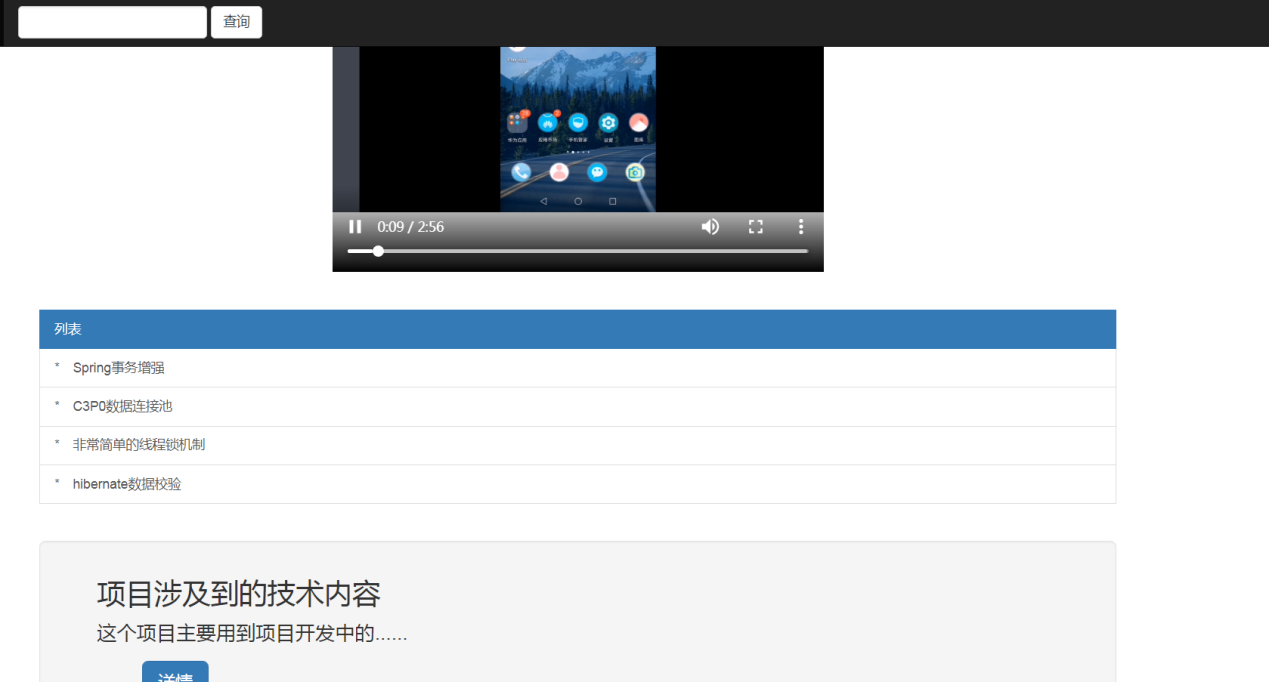 查询
0:09 / 2:56
列表
* Spring事务增强
* C3P0数据连接池
* 非常简单的线程锁机制
* hibernate数据校验
项目涉及到的技术内容
这个项目主要用到项目开发中的......
详情